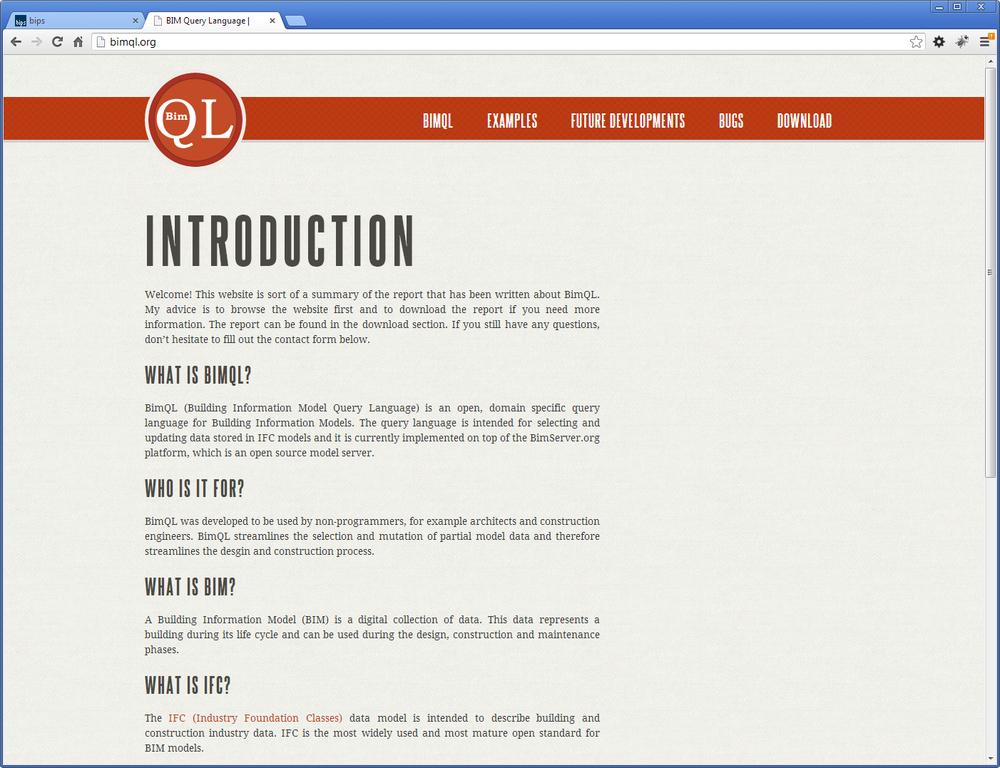 bips bips
BIM Query Language |
bimql.org
Bim
QL
BIMQL EXAMPLES FUTURE DEVELOPMENTS BUGS DOWNLOAD
INTRODUCTION
Welcome! This website is sort of a summary of the report that has been written about BimQL.
My advice is to browse the website first and to download the report if you need more
information. The report can be found in the download section. If you still have any questions,
don’t hesitate to fill out the contact form below.
WHAT IS BIMQL?
BimQL (Building Information Model Query Language) is an open, domain specific query
language for Building Information Models. The query language is intended for selecting and
updating data stored in IFC models and it is currently implemented on top of the BimServer.org
platform, which is an open source model server.
WHO IS IT FOR?
BimQL was developed to be used by non-programmers, for example architects and construction
engineers. BimQL streamlines the selection and mutation of partial model data and therefore
streamlines the desgin and construction process.
WHAT IS BIM?
A Building Information Model (BIM) is a digital collection of data. This data represents a
building during its life cycle and can be used during the design, construction and maintenance
phases.
WHAT IS IFC?
The IFC (Industry Foundation Classes) data model is intended to describe building and
construction industry data. IFC is the most widely used and most mature open standard for
BIM models.